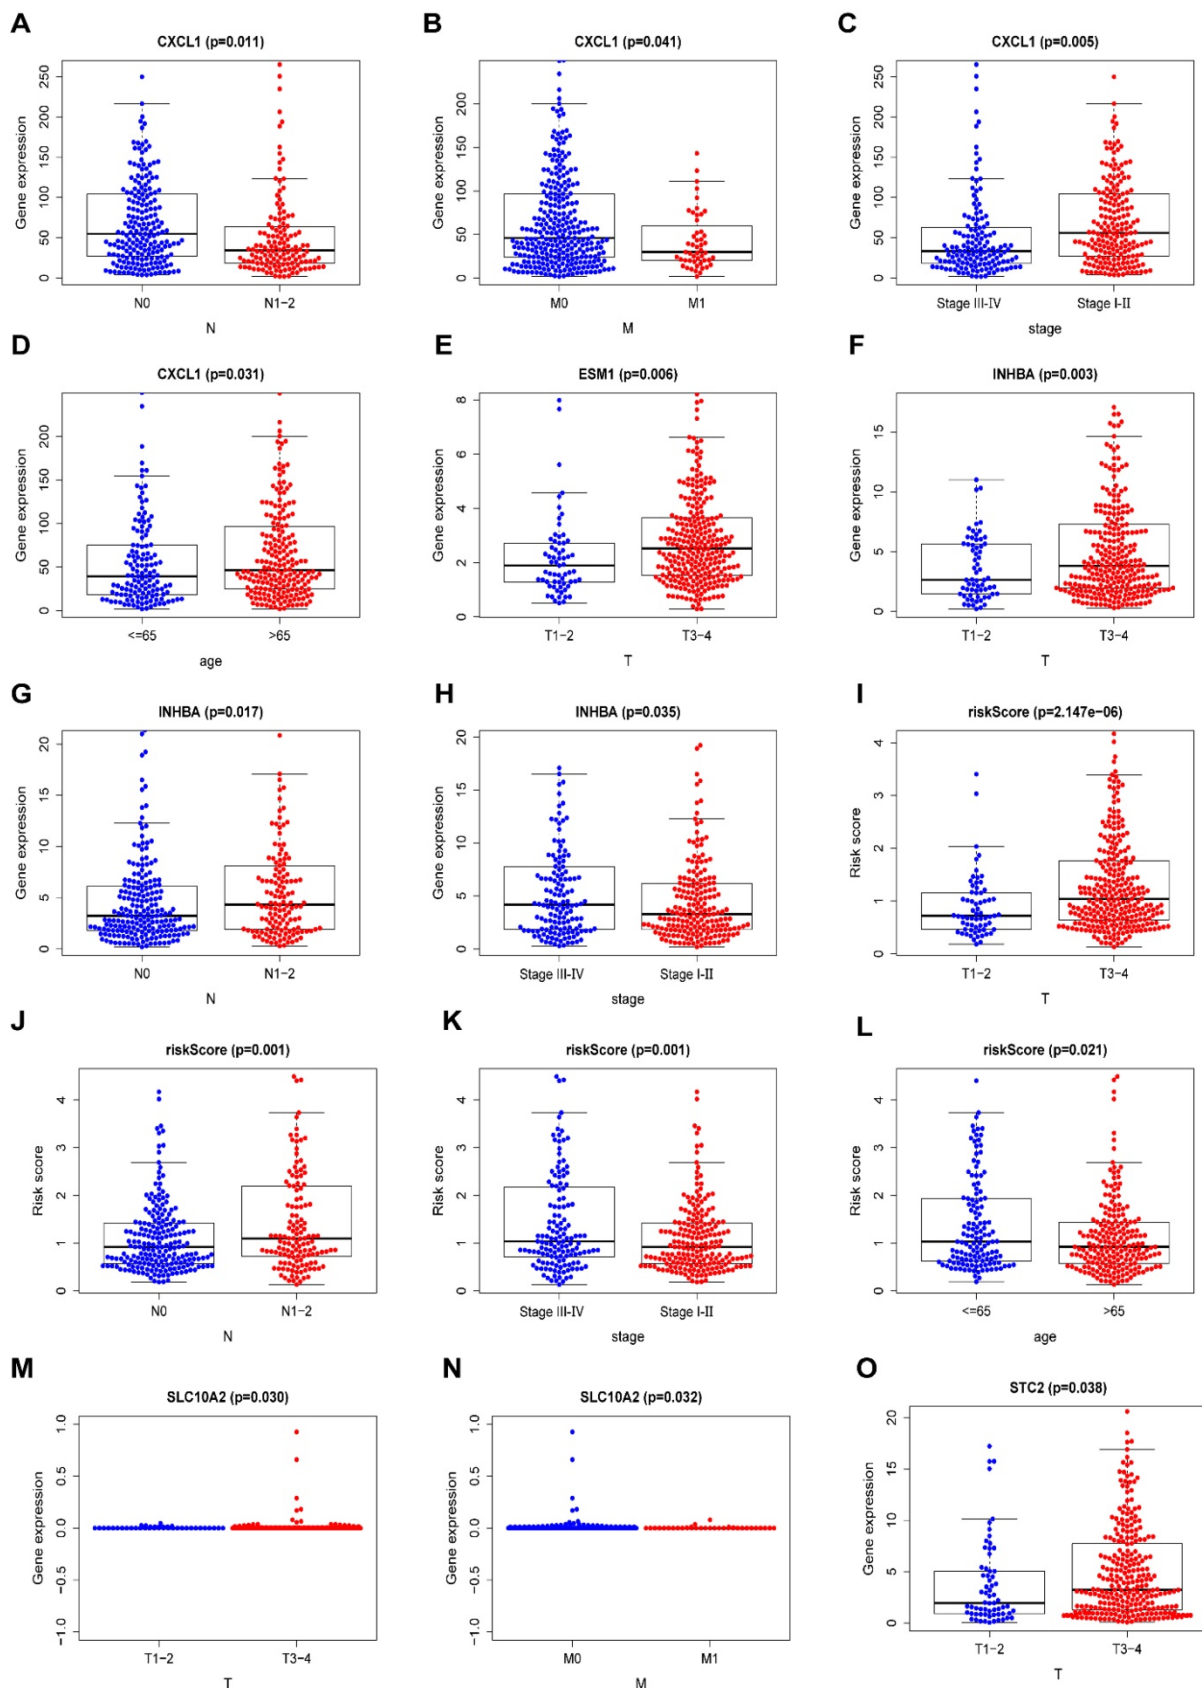 A
CXCL1 (p=0.011)
Gene expression
0 50 100 150 200 250
N0 N1−2
N
B
CXCL1 (p=0.041)
Gene expression
0 50 100 150 200
M0 M1
M
C
CXCL1 (p=0.005)
Gene expression
0 50 100 150 200 250
Stage III−IV Stage I−II
stage
D
CXCL1 (p=0.031)
Gene expression
0 50 100 150 200
<=65 >65
age
E
ESM1 (p=0.006)
Gene expression
0 2 4 6 8
T1−2 T3−4
T
F
INHBA (p=0.003)
Gene expression
0 5 10 15
T1−2 T3−4
T
G
INHBA (p=0.017)
Gene expression
0 5 10 15 20
N0 N1−2
N
H
INHBA (p=0.035)
Gene expression
0 5 10 15 20
Stage III−IV Stage I−II
stage
I
riskScore (p=2.147e−06)
Risk score
0 1 2 3 4
T1−2 T3−4
T
J
riskScore (p=0.001)
Risk score
0 1 2 3 4
N0 N1−2
N
K
riskScore (p=0.001)
Risk score
0 1 2 3 4
Stage III−IV Stage I−II
stage
L
riskScore (p=0.021)
Risk score
0 1 2 3 4
<=65 >65
age
M
SLC10A2 (p=0.030)
Gene expression
−1.0 −0.5 0.0 0.5 1.0
T1−2 T3−4
T
N
SLC10A2 (p=0.032)
Gene expression
−1.0 −0.5 0.0 0.5 1.0
M0 M1
M
O
STC2 (p=0.038)
Gene expression
0 5 10 15 20
T1−2 T3−4
T